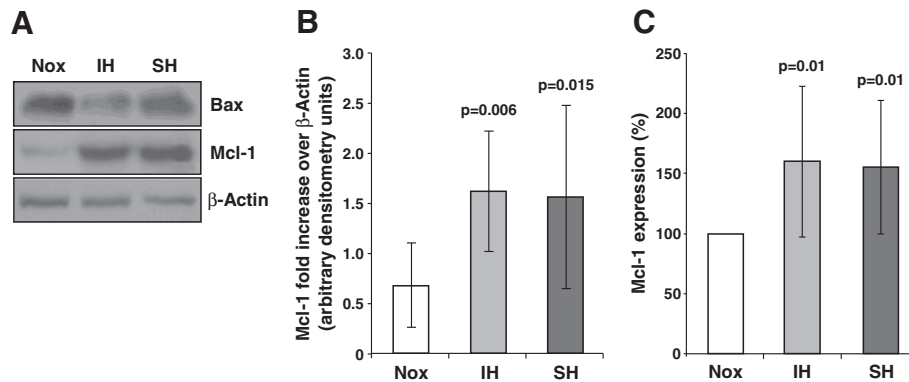 A
Nox IH SH
Bax
Mcl-1
β-Actin
B
Mcl-1 fold increase over β-Actin
(arbitrary densitometry units)
3.0
2.5
2.0
1.5
1.0
0.5
0
p=0.006
p=0.015
Nox IH SH
C
Mcl-1 expression (%)
250
200
150
100
50
0
p=0.01
p=0.01
Nox IH SH